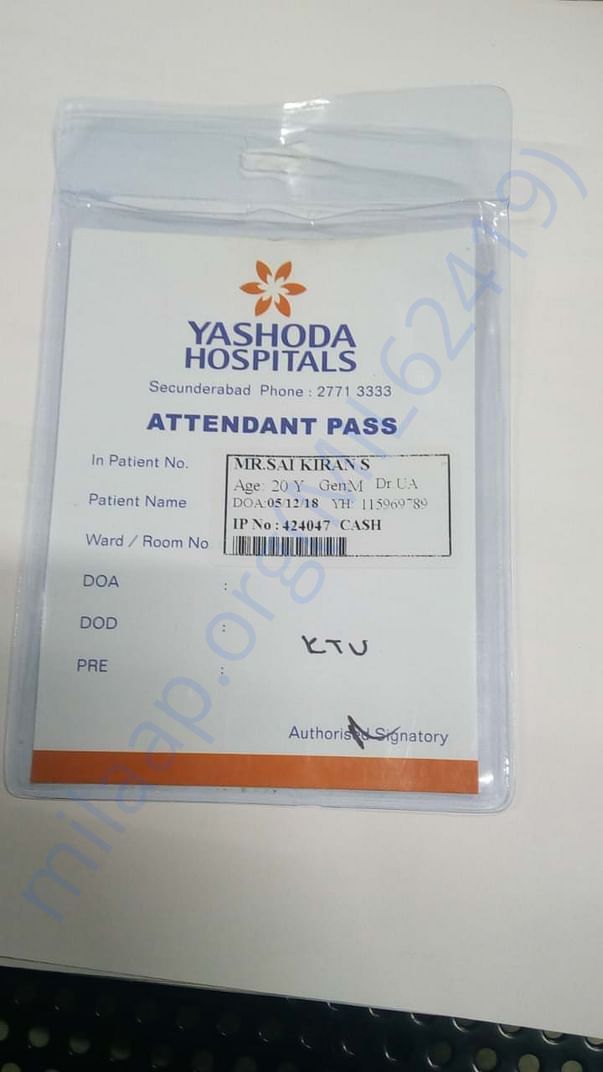 YASHODA
HOSPITALS
Secunderabad Phone : 2771 3333
ATTENDANT PASS
In Patient No.
MR.SAI KIRAN S
Age: 20 Y GenM Dr UA
Patient Name
DOA:05/12/18 YH: 115969789
IP No : 424047 CASH
Ward / Room No
DOA :
DOD :
KTU
PRE :
Authorised Signatory
milaap.org(MIL62419)